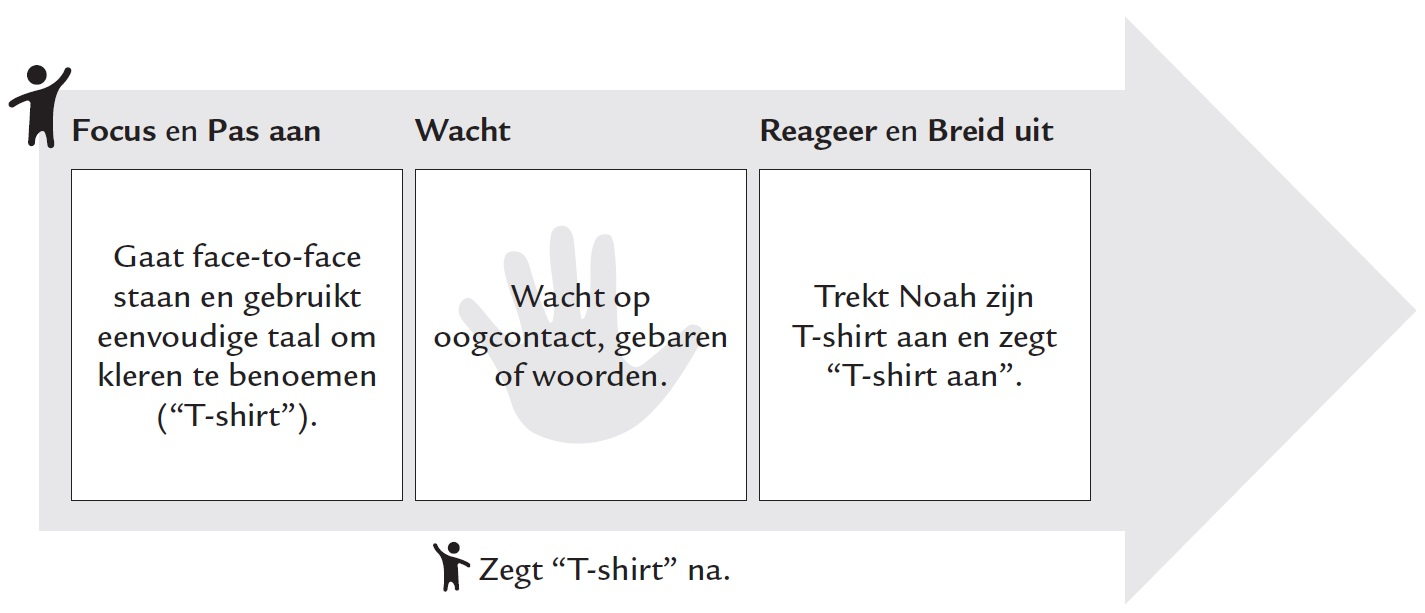 Focus en Pas aan
Gaat face-to-face
staan en gebruikt
eenvoudige taal om
kleren te benoemen
(“T-shirt”).
Wacht
Wacht op
oogcontact, gebaren
of woorden.
Reageer en Breid uit
Trekt Noah zijn
T-shirt aan en zegt
“T-shirt aan”.
Zegt “T-shirt” na.